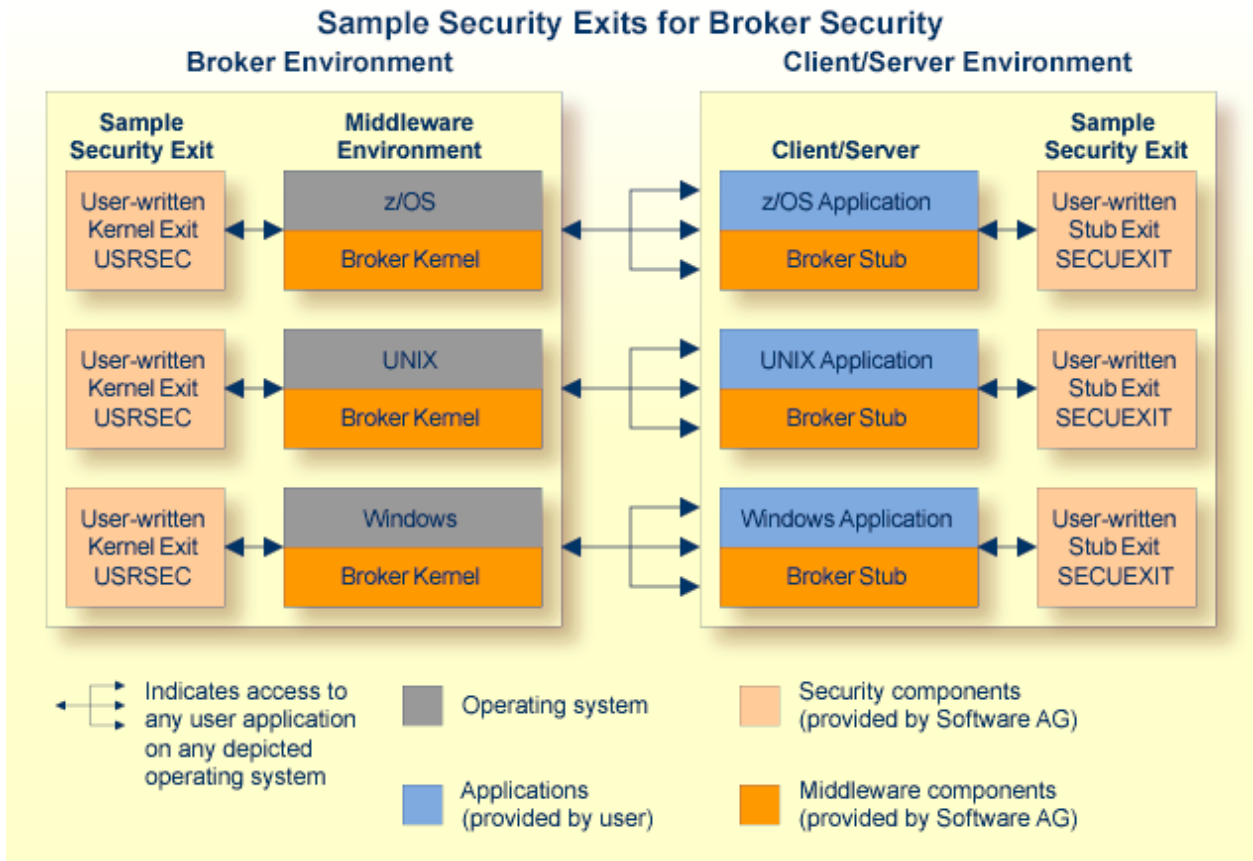 Sample Security Exits for Broker Security
Broker Environment
Client/Server Environment
Sample
Security Exit
Middleware
Environment
Client/Server
Sample
Security Exit
User-written
Kernel Exit
USRSEC
z/OS
Broker Kernel
z/OS Application
Broker Stub
User-written
Stub Exit
SECUEXIT
User-written
Kernel Exit
USRSEC
UNIX
Broker Kernel
UNIX Application
Broker Stub
User-written
Stub Exit
SECUEXIT
User-written
Kernel Exit
USRSEC
Windows
Broker Kernel
Windows Application
Broker Stub
User-written
Stub Exit
SECUEXIT
Indicates access to
any user application
on any depicted
operating system
Operating system
Security components
(provided by Software AG)
Applications
(provided by user)
Middleware components
(provided by Software AG)